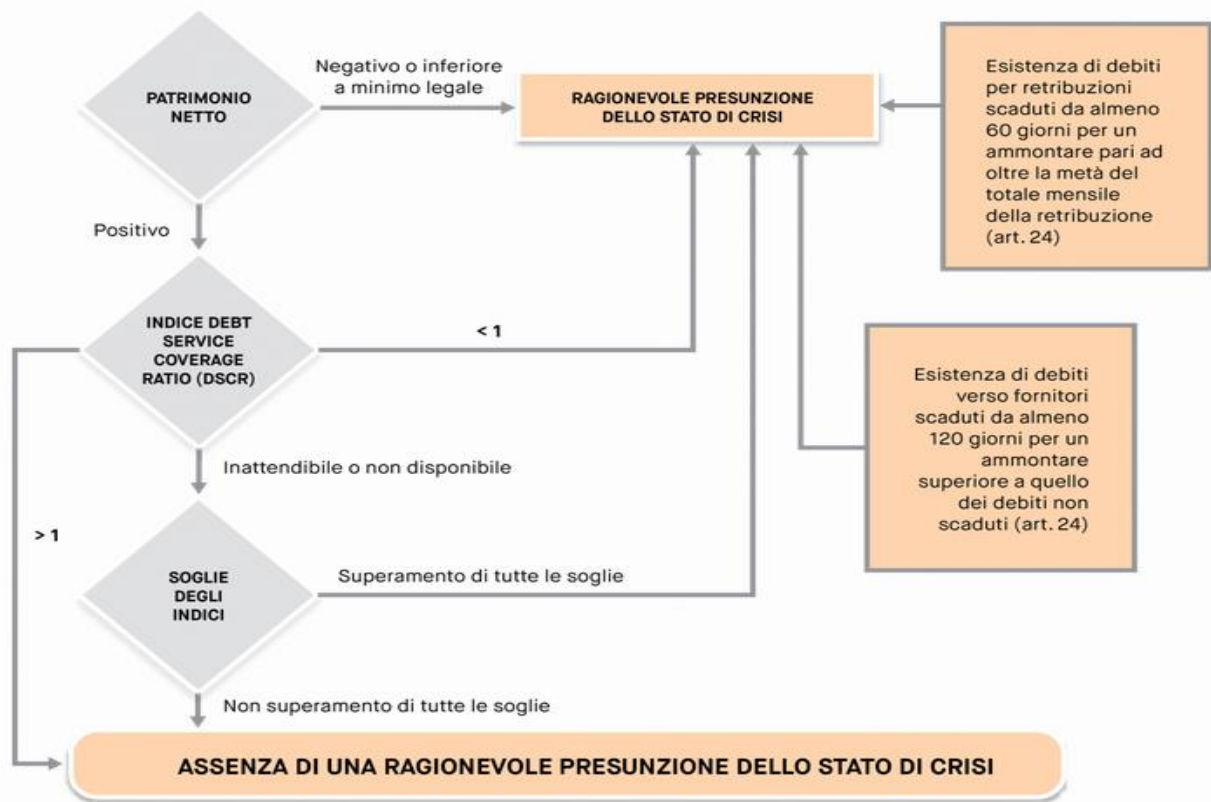 PATRIMONIO
NETTO
Negativo o inferiore
a minimo legale
RAGIONEVOLE PRESUNZIONE
DELLO STATO DI CRISI
Esistenza di debiti
per retribuzioni
scaduti da almeno
60 giorni per un
ammontare pari ad
oltre la metà del
totale mensile
della retribuzione
(art. 24)
Positivo
INDICE DEBT
SERVICE
COVERAGE
RATIO (DSCR)
< 1
Esistenza di debiti
verso fornitori
scaduti da almeno
120 giorni per un
ammontare
superiore a quello
dei debiti non
scaduti (art. 24)
Inattendibile o non disponibile
> 1
SOGLIE
DEGLI
INDICI
Superamento di tutte le soglie
Non superamento di tutte le soglie
ASSENZA DI UNA RAGIONEVOLE PRESUNZIONE DELLO STATO DI CRISI